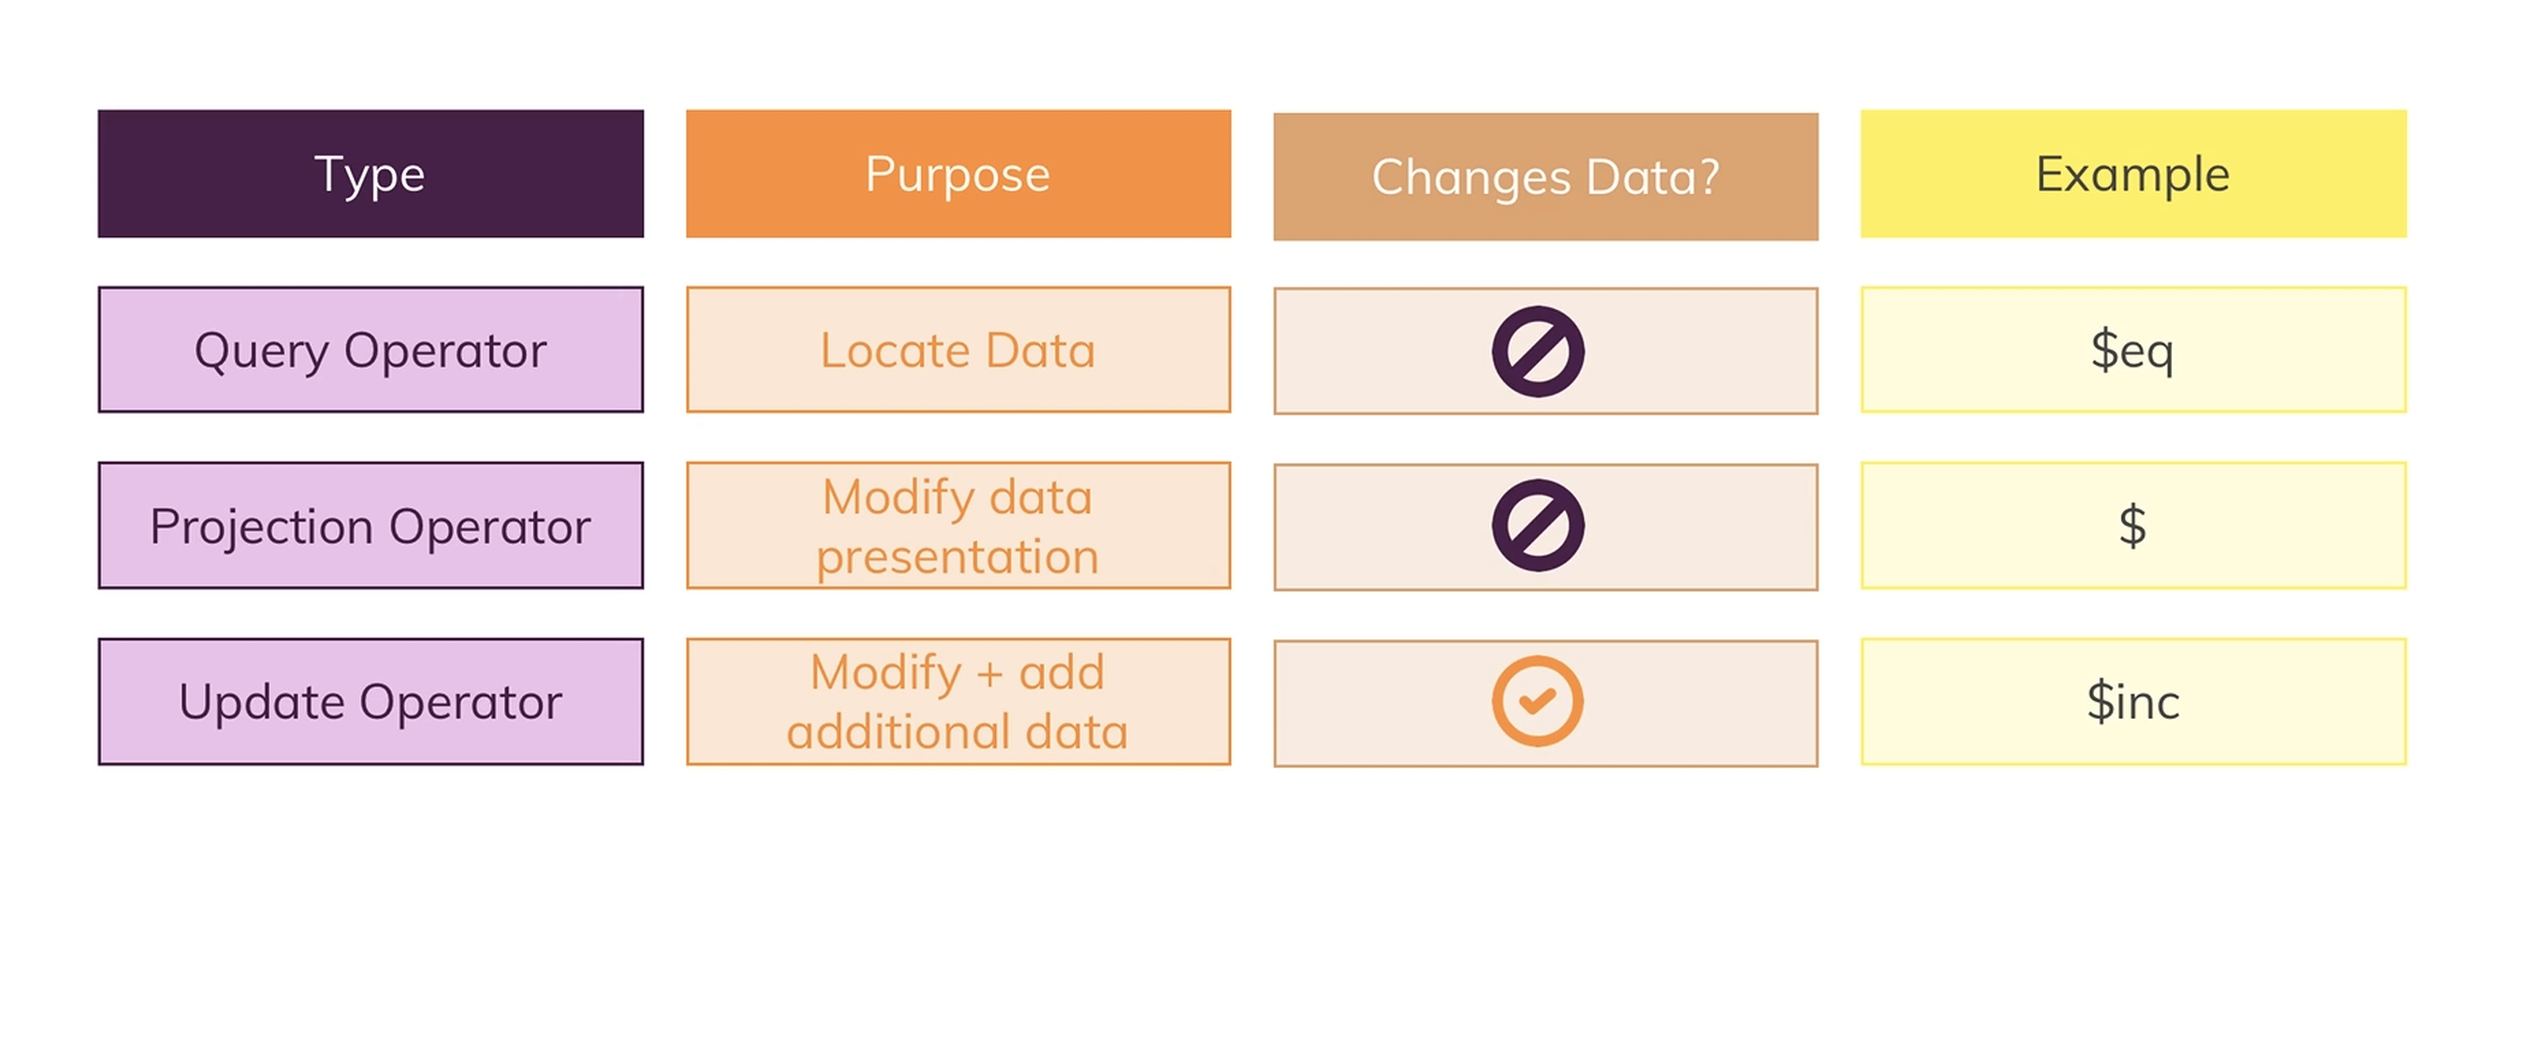 Type
Purpose
Changes Data?
Example
Query Operator
Locate Data
$eq
Projection Operator
Modify data
presentation
$
Update Operator
Modify + add
additional data
$inc